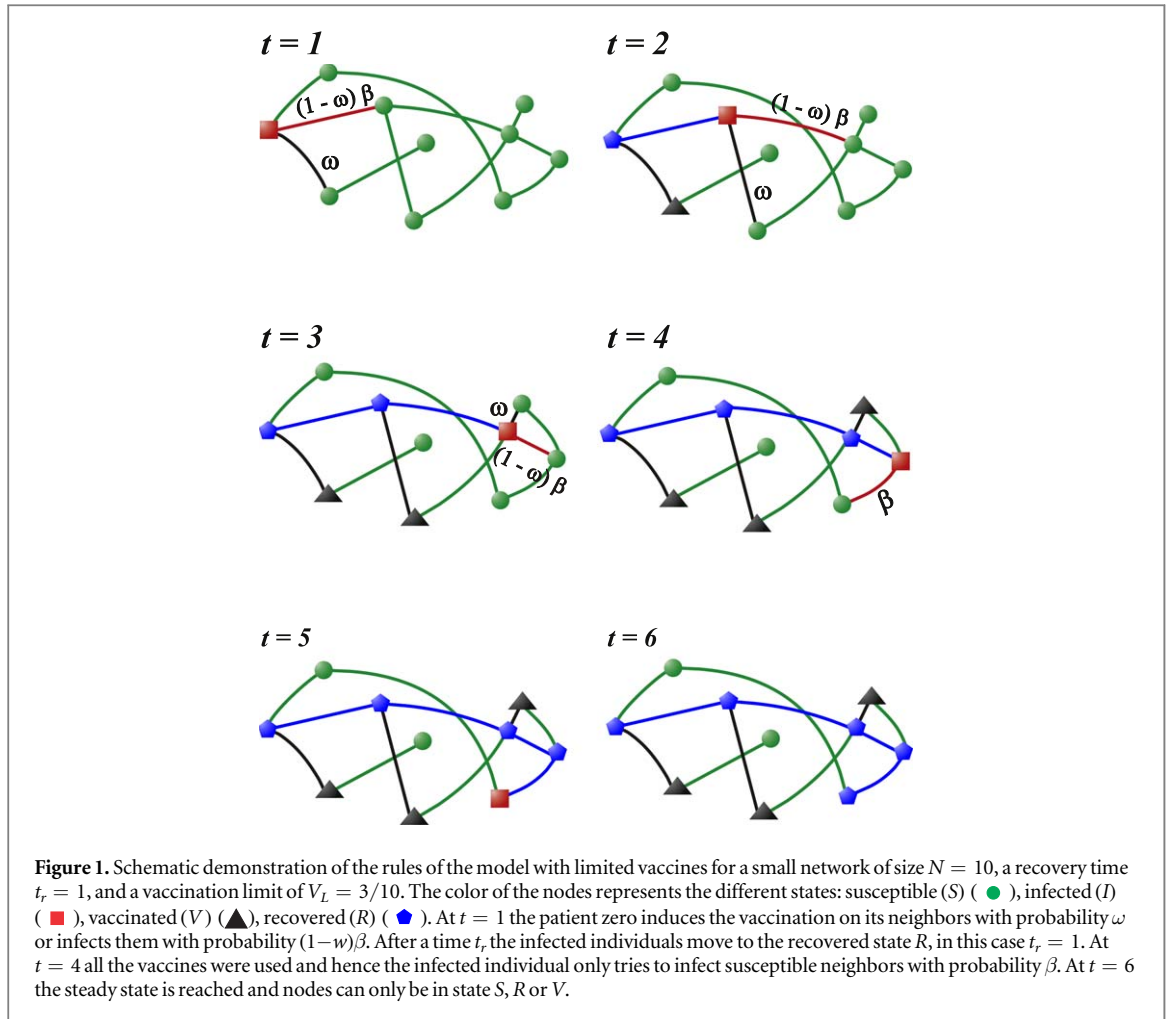 t = 1
t = 2
(1 - ω) β
(1 - ω) β
ω
ω
t = 3
t = 4
ω
(1 - ω) β
β
t = 5
t = 6
Figure 1. Schematic demonstration of the rules of the model with limited vaccines for a small network of size N = 10, a recovery time
t_r = 1, and a vaccination limit of V_L = 3/10. The color of the nodes represents the different states: susceptible (S) ( ● ), infected (I)
( ■ ), vaccinated (V) (▲), recovered (R) ( ⬟ ). At t = 1 the patient zero induces the vaccination on its neighbors with probability ω
or infects them with probability (1−w)β. After a time t_r the infected individuals move to the recovered state R, in this case t_r = 1. At
t = 4 all the vaccines were used and hence the infected individual only tries to infect susceptible neighbors with probability β. At t = 6
the steady state is reached and nodes can only be in state S, R or V.